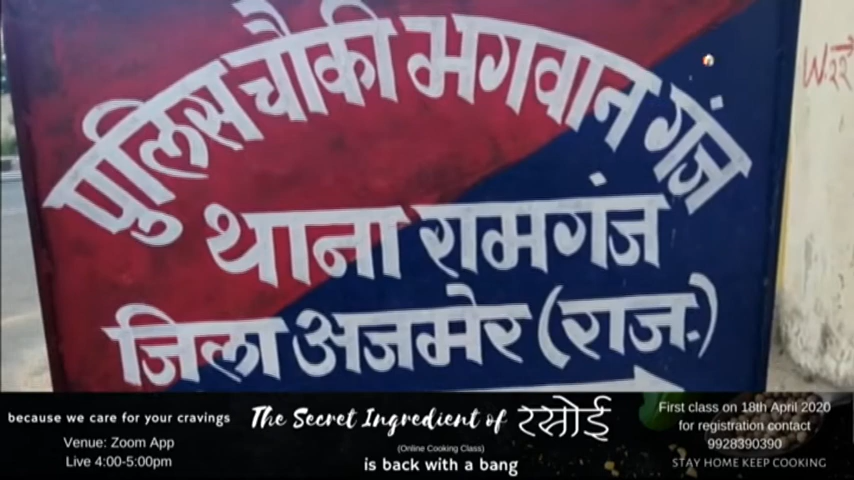 पुलिस चौकी भगवान गंज
थाना रामगंज
जिला अजमेर (राज.)
because we care for your cravings
Venue: Zoom App
Live 4:00-5:00pm
The Secret Ingredient of रसोई
(Online Cooking Class)
is back with a bang
First class on 18th April 2020
for registration contact
9928390390
STAY HOME KEEP COOKING